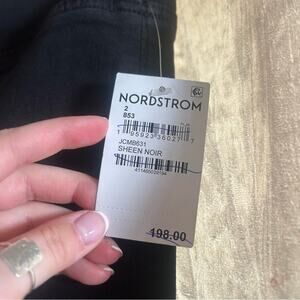 NORDSTROM
2
853
JCMB631
SHEEN NOIR
198.00